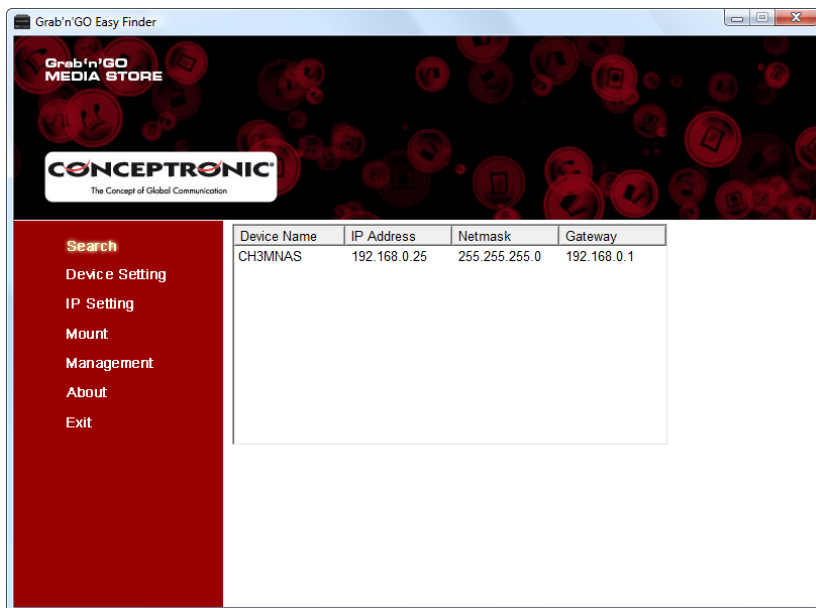 Grab'n'GO Easy Finder
Grab'n'GO
MEDIA STORE
CONCEPTRONIC®
The Concept of Global Communication
Search
Device Setting
IP Setting
Mount
Management
About
Exit
Device Name IP Address Netmask Gateway
CH3MNAS 192.168.0.25 255.255.255.0 192.168.0.1